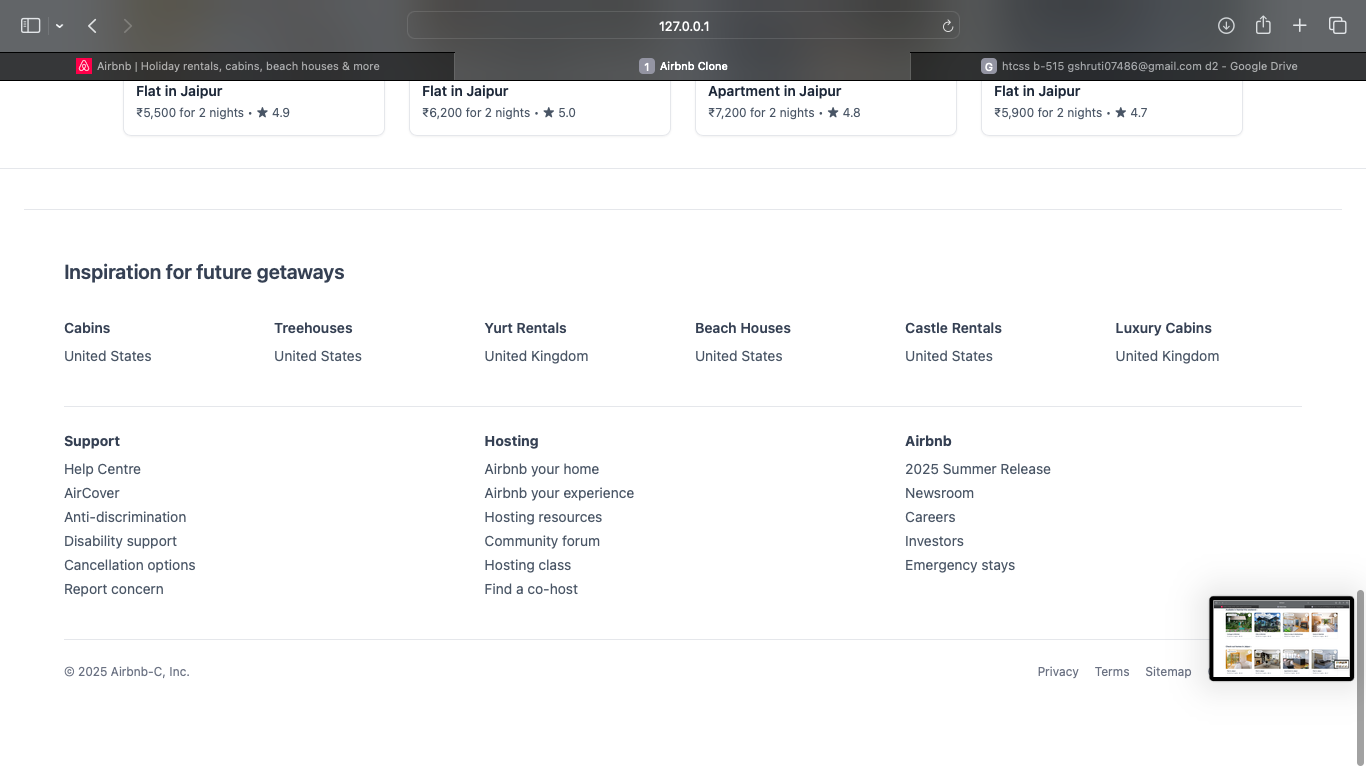 127.0.0.1
Airbnb | Holiday rentals, cabins, beach houses & more
1 Airbnb Clone
G htcss b-515 gshruti07486@gmail.com d2 - Google Drive
Flat in Jaipur
₹5,500 for 2 nights • ★ 4.9
Flat in Jaipur
₹6,200 for 2 nights • ★ 5.0
Apartment in Jaipur
₹7,200 for 2 nights • ★ 4.8
Flat in Jaipur
₹5,900 for 2 nights • ★ 4.7
Inspiration for future getaways
Cabins
United States
Treehouses
United States
Yurt Rentals
United Kingdom
Beach Houses
United States
Castle Rentals
United States
Luxury Cabins
United Kingdom
Support
Help Centre
AirCover
Anti-discrimination
Disability support
Cancellation options
Report concern
Hosting
Airbnb your home
Airbnb your experience
Hosting resources
Community forum
Hosting class
Find a co-host
Airbnb
2025 Summer Release
Newsroom
Careers
Investors
Emergency stays
© 2025 Airbnb-C, Inc.
Privacy Terms Sitemap